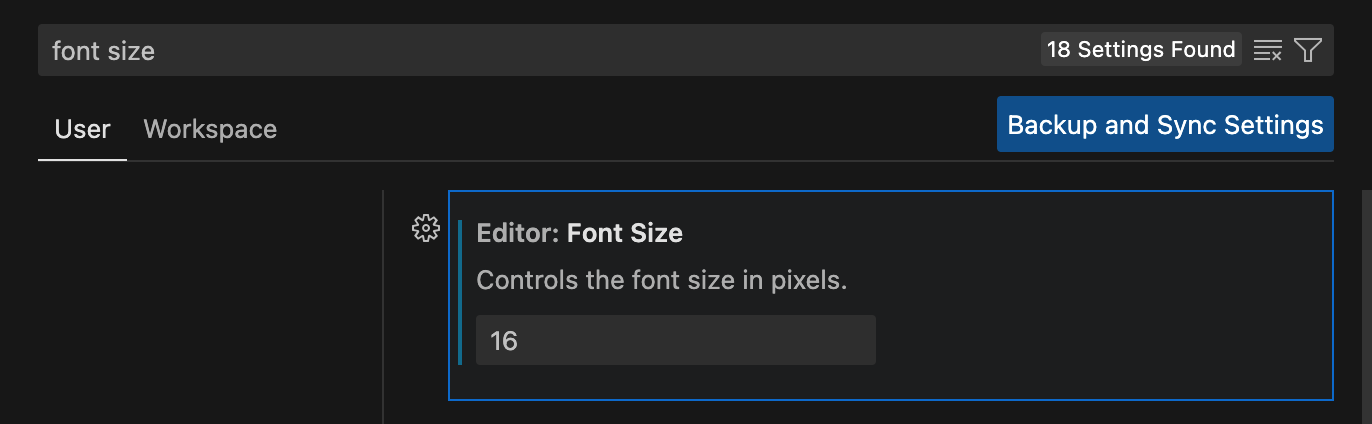 font size
18 Settings Found
User
Workspace
Backup and Sync Settings
Editor: Font Size
Controls the font size in pixels.
16